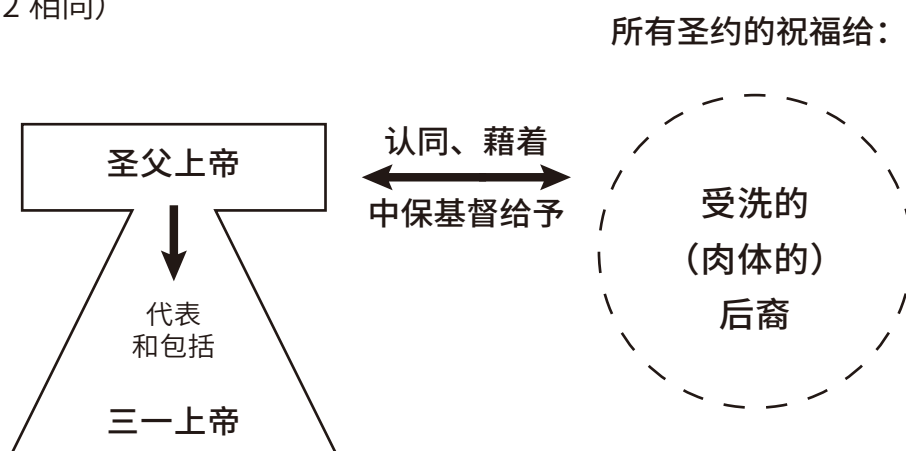 2 相同）
所有圣约的祝福给：
圣父上帝
认同、藉着
中保基督给予
受洗的
（肉体的）
后裔
代表
和包括
三一上帝